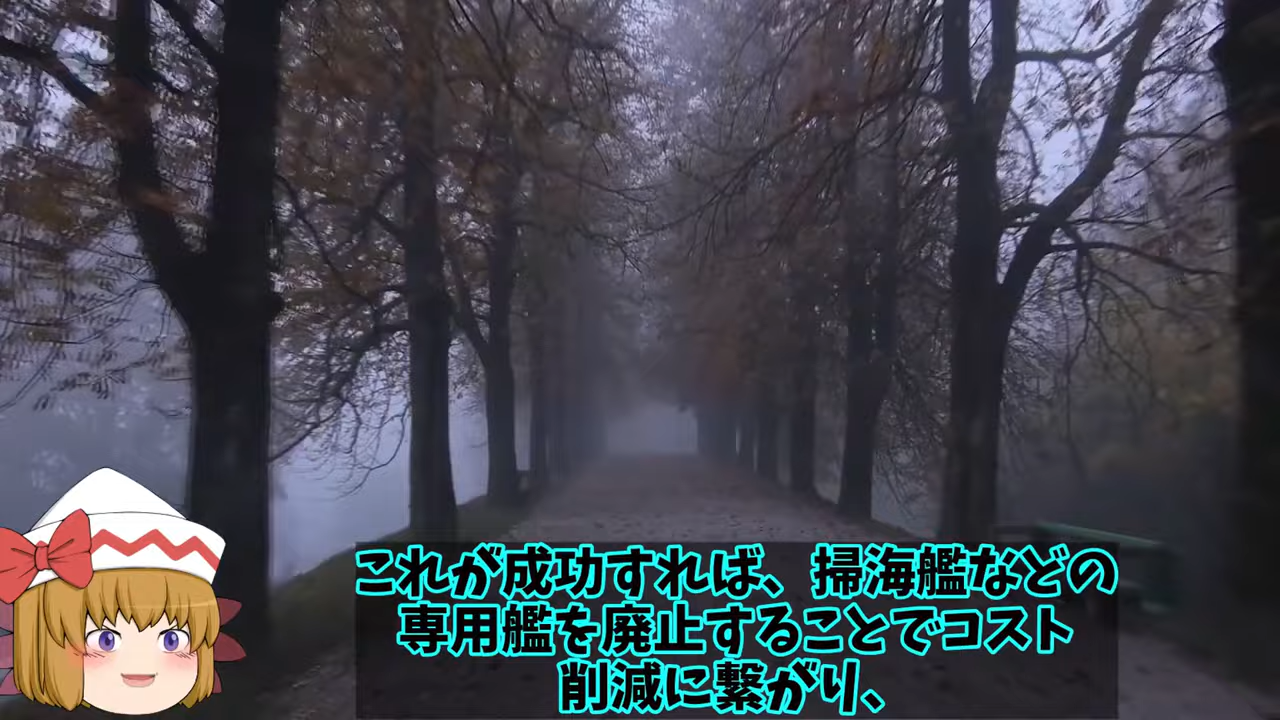 これが成功すれば、掃海艦などの
専用艦を廃止することでコスト
削減に繋がり、